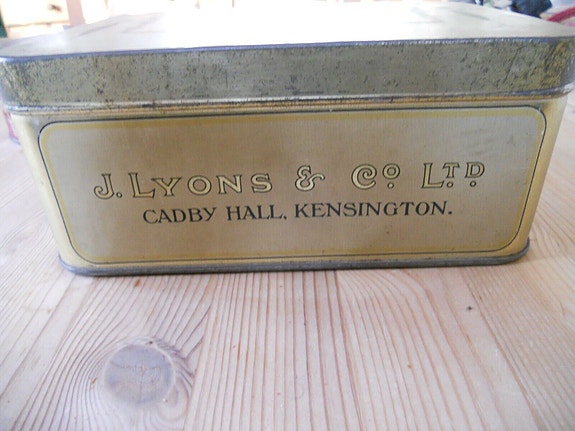 J. LYONS & CO. LTD.
CADBY HALL, KENSINGTON.